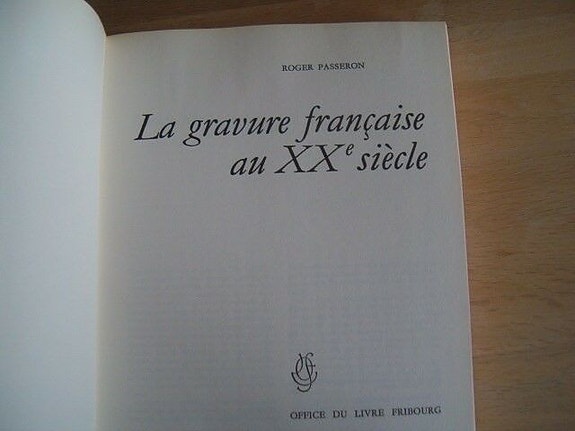 ROGER PASSERON
La gravure française
au XXe siècle
OFFICE DU LIVRE FRIBOURG